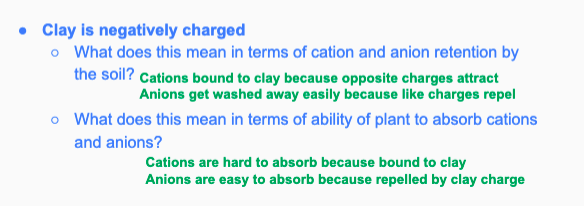 Clay is negatively charged
What does this mean in terms of cation and anion retention by
the soil? Cations bound to clay because opposite charges attract
Anions get washed away easily because like charges repel
What does this mean in terms of ability of plant to absorb cations
and anions?
Cations are hard to absorb because bound to clay
Anions are easy to absorb because repelled by clay charge